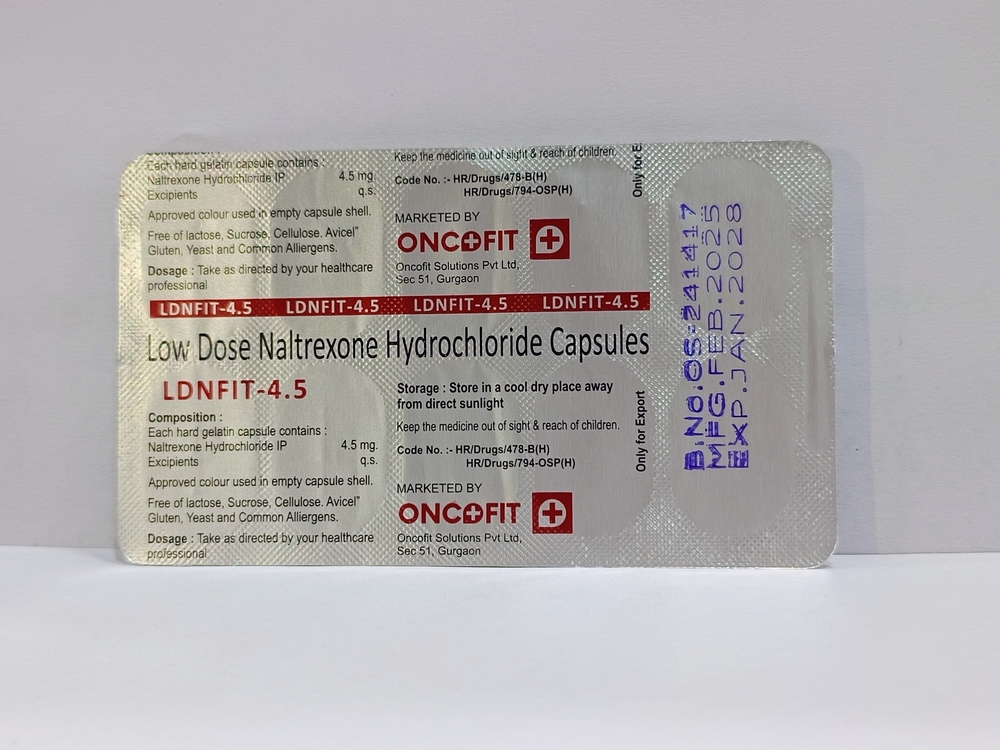 Composition :
Each hard gelatin capsule contains :
Naltrexone Hydrochloride IP 4.5 mg
Excipients q.s.
Approved colour used in empty capsule shell.
Free of lactose, Sucrose, Cellulose. Avicel"
Gluten, Yeast and Common Alliergens.
Dosage : Take as directed by your healthcare
professional
Keep the medicine out of sight & reach of children.
Code No. :- HR/Drugs/478-B(H)
HR/Drugs/794-OSP(H)
MARKETED BY
ONCOFIT
Oncofit Solutions Pvt Ltd,
Sec 51, Gurgaon
Only for E
LDNFIT-4.5 LDNFIT-4.5 LDNFIT-4.5 LDNFIT-4.5
Low Dose Naltrexone Hydrochloride Capsules
LDNFIT-4.5
Composition :
Each hard gelatin capsule contains :
Naltrexone Hydrochloride IP 4.5 mg.
Excipients q.s.
Approved colour used in empty capsule shell.
Free of lactose, Sucrose, Cellulose. Avicel"
Gluten, Yeast and Common Alliergens.
Dosage : Take as directed by your healthcare
professional
Storage : Store in a cool dry place away
from direct sunlight
Keep the medicine out of sight & reach of children.
Code No. :- HR/Drugs/478-B(H)
HR/Drugs/794-OSP(H)
MARKETED BY
ONCOFIT
Oncofit Solutions Pvt Ltd,
Sec 51, Gurgaon
Only for Export
B.NO.OS-241417
MFG.FEB.2025
EXP.JAN.2028